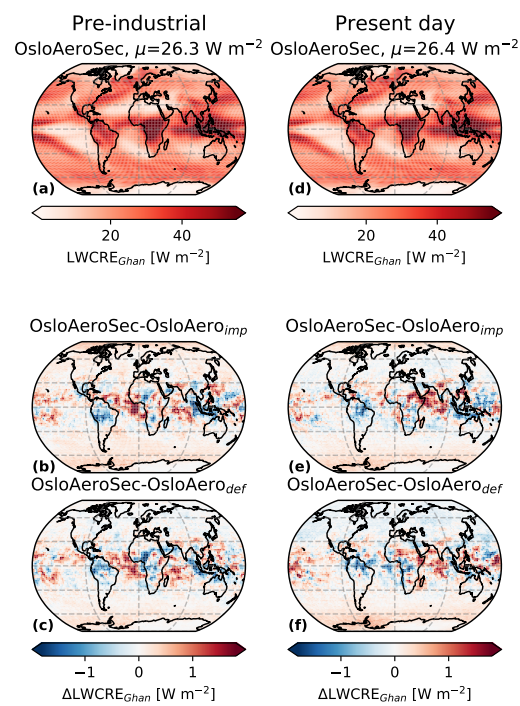 Pre-industrial
Present day
OsloAeroSec, μ=26.3 W m⁻²
OsloAeroSec, μ=26.4 W m⁻²
(a)
(d)
20 40
20 40
LWCRE_Ghan [W m⁻²]
LWCRE_Ghan [W m⁻²]
OsloAeroSec-OsloAero_imp
OsloAeroSec-OsloAero_imp
(b)
(e)
OsloAeroSec-OsloAero_def
OsloAeroSec-OsloAero_def
(c)
(f)
−1 0 1
−1 0 1
ΔLWCRE_Ghan [W m⁻²]
ΔLWCRE_Ghan [W m⁻²]